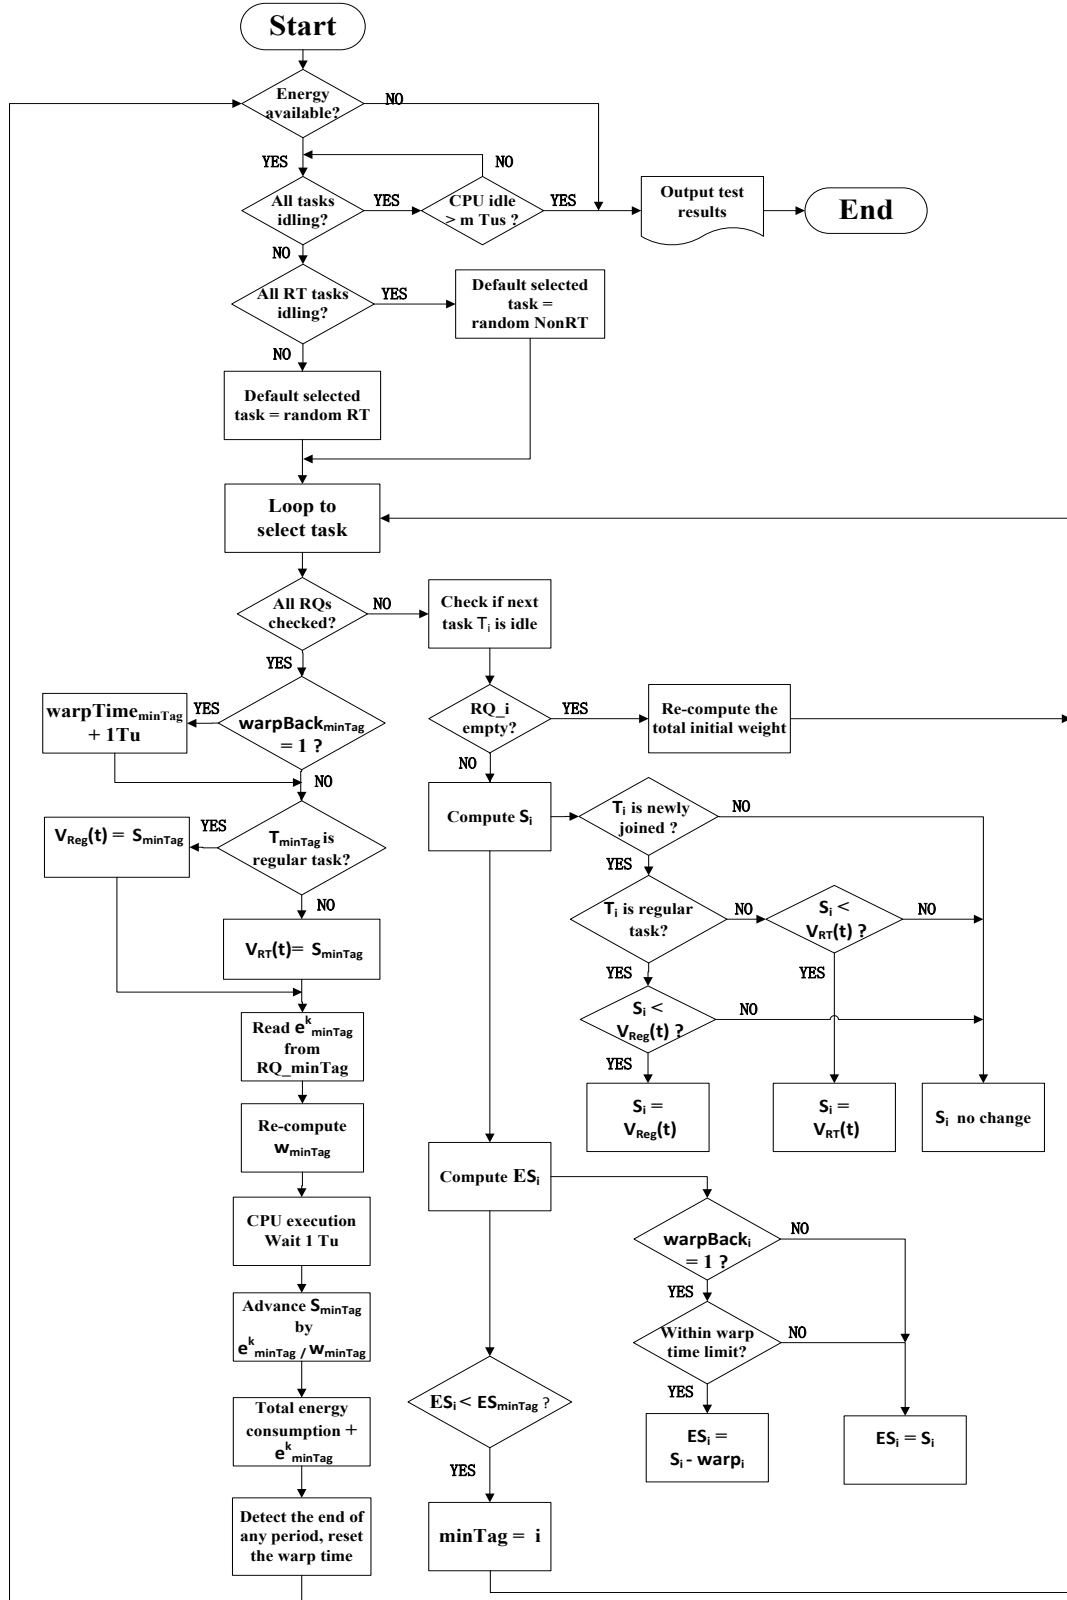 Start
Energy
available?
NO
YES
NO
All tasks
idling?
YES
CPU idle
> m Tus ?
YES
Output test
results
End
NO
All RT tasks
idling?
YES
Default selected
task =
random NonRT
NO
Default selected
task = random RT
Loop to
select task
All RQs
checked?
NO
Check if next
task Ti is idle
YES
warpTimeminTag
+ 1Tu
YES
warpBackminTag
= 1 ?
NO
RQ_i
empty?
YES
Re-compute the
total initial weight
NO
Compute Si
Ti is newly
joined ?
NO
YES
VReg(t) = SminTag
YES
TminTag is
regular task?
NO
VRT(t)= SminTag
Ti is regular
task?
NO
Si <
VRT(t) ?
NO
YES
YES
Si <
VReg(t) ?
NO
YES
Si =
VReg(t)
Si =
VRT(t)
Si no change
Read ekminTag
from
RQ_minTag
Re-compute
wminTag
CPU execution
Wait 1 Tu
Advance SminTag
by
ekminTag / wminTag
Total energy
consumption +
ekminTag
Detect the end of
any period, reset
the warp time
Compute ESi
warpBacki
= 1 ?
NO
YES
Within warp
time limit?
NO
YES
ESi =
Si - warpi
ESi = Si
ESi < ESminTag ?
YES
minTag = i